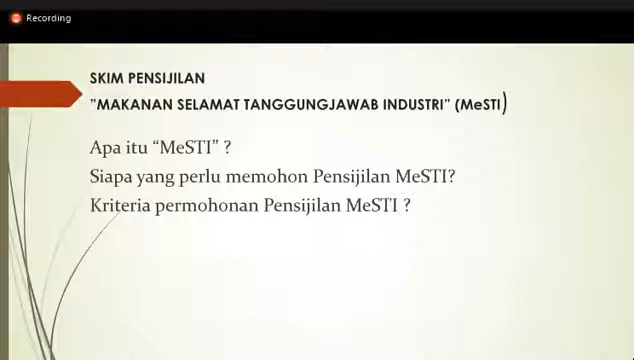 Recording
SKIM PENSIJILAN
"MAKANAN SELAMAT TANGGUNGJAWAB INDUSTRI" (MeSTI)
Apa itu “MeSTI” ?
Siapa yang perlu memohon Pensijilan MeSTI?
Kriteria permohonan Pensijilan MeSTI ?